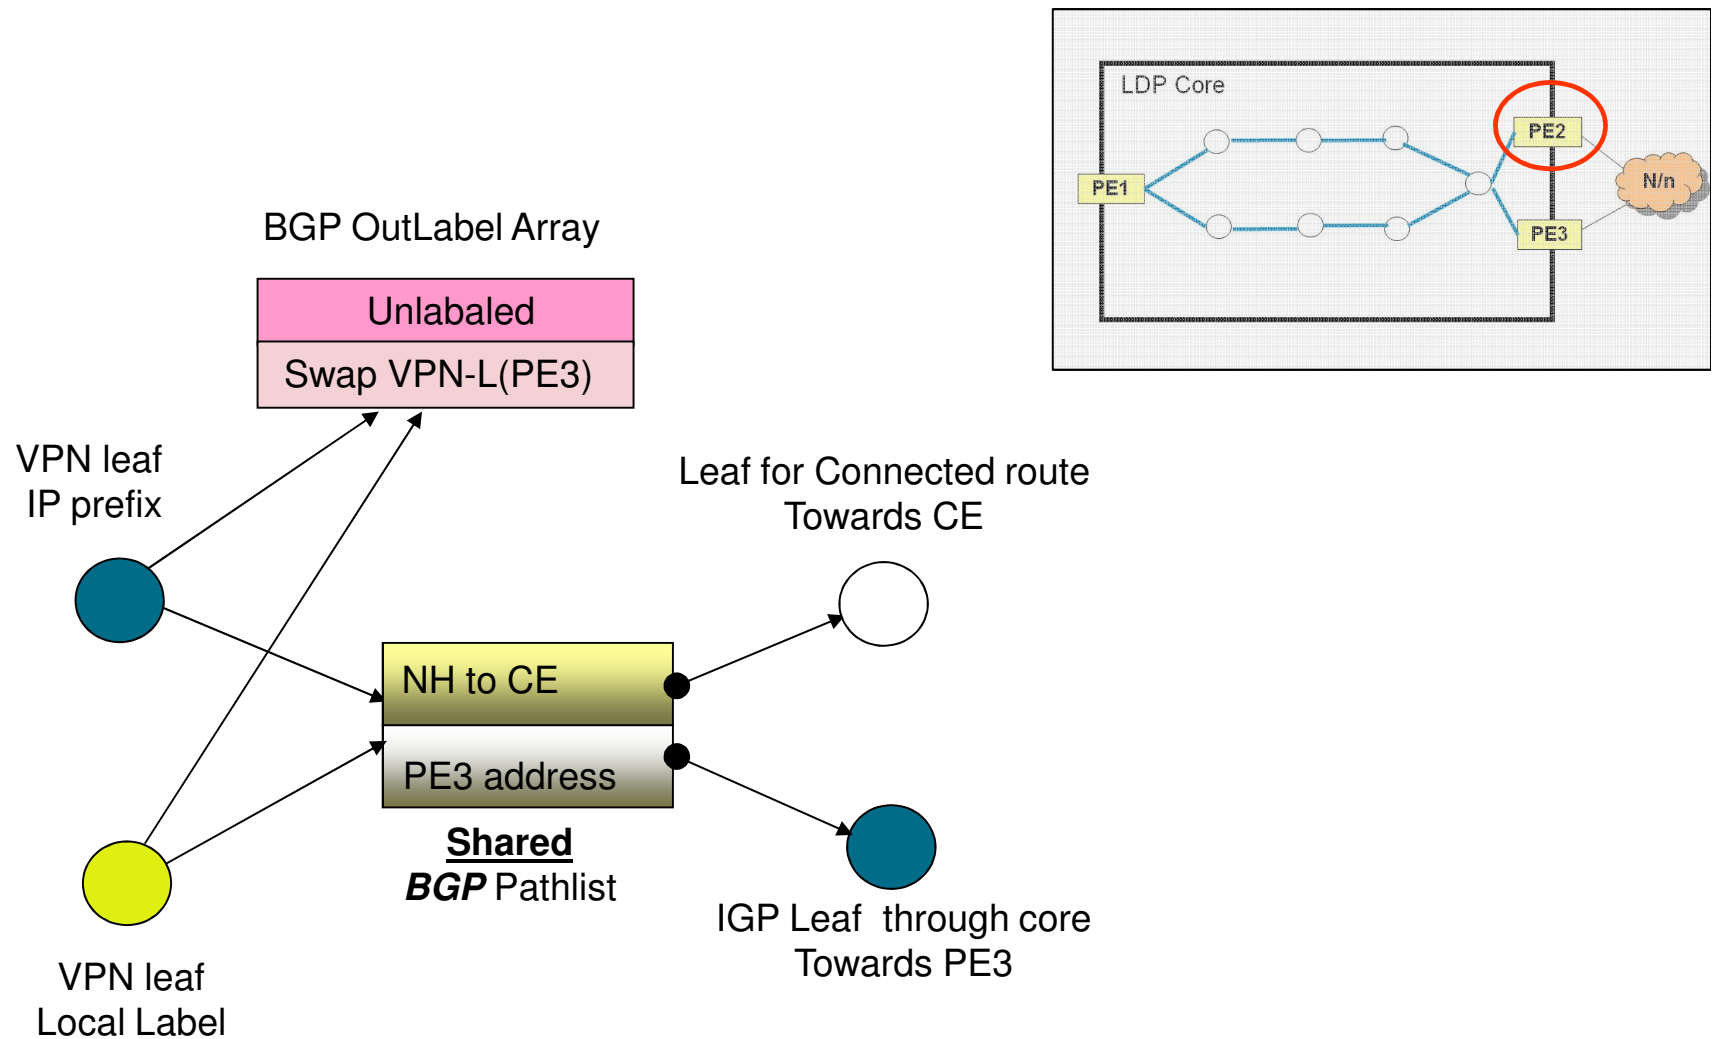 LDP Core
PE2
PE1
N/n
PE3
BGP OutLabel Array
Unlabaled
Swap VPN-L(PE3)
VPN leaf
IP prefix
Leaf for Connected route
Towards CE
NH to CE
PE3 address
Shared
BGP Pathlist
IGP Leaf through core
Towards PE3
VPN leaf
Local Label